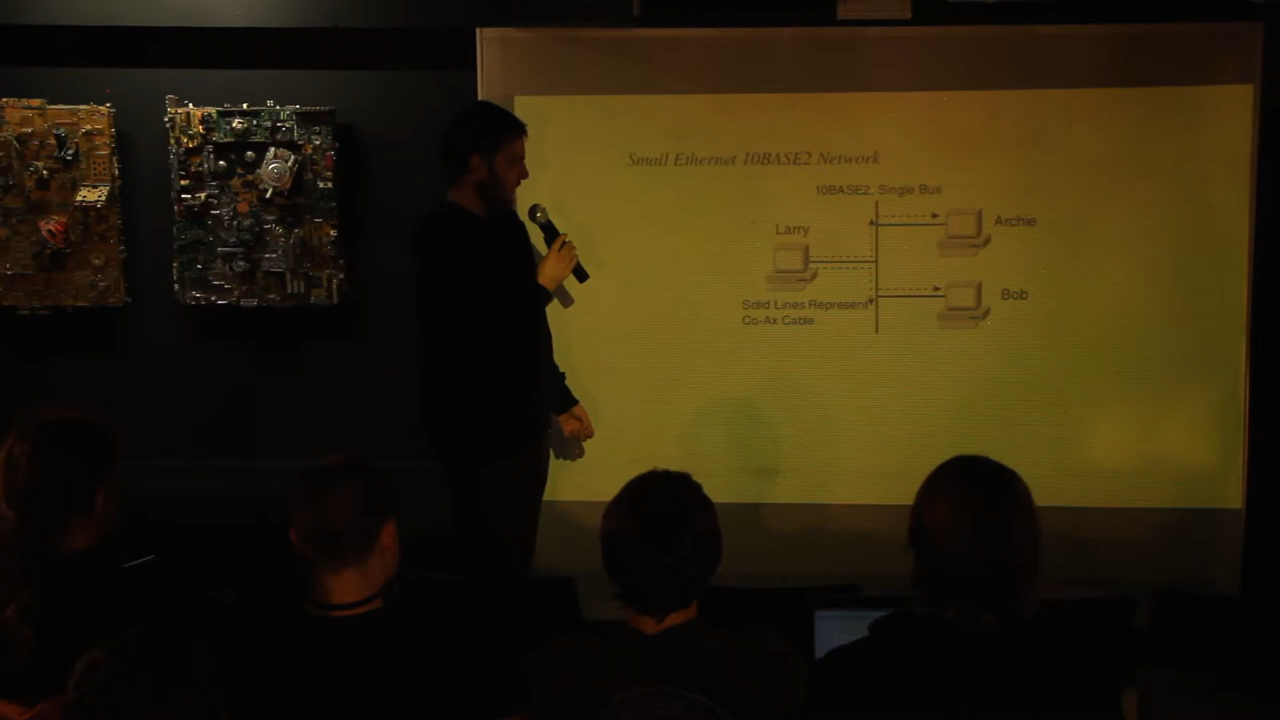 Small Ethernet 10BASE2 Network
10BASE2, Single Bus
Larry
Archie
Bob
Solid Lines Represent
Co-Ax Cable